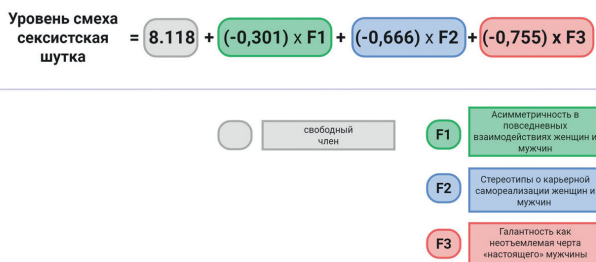 Уровень смеха
сексистская
шутка
= 8.118 + (-0,301) x F1 + (-0,666) x F2 + (-0,755) x F3
свободный
член
F1
Асимметричность в
повседневных
взаимодействиях женщин и
мужчин
F2
Стереотипы о карьерной
самореализации женщин и
мужчин
F3
Галантность как
неотъемлемая черта
«настоящего» мужчины